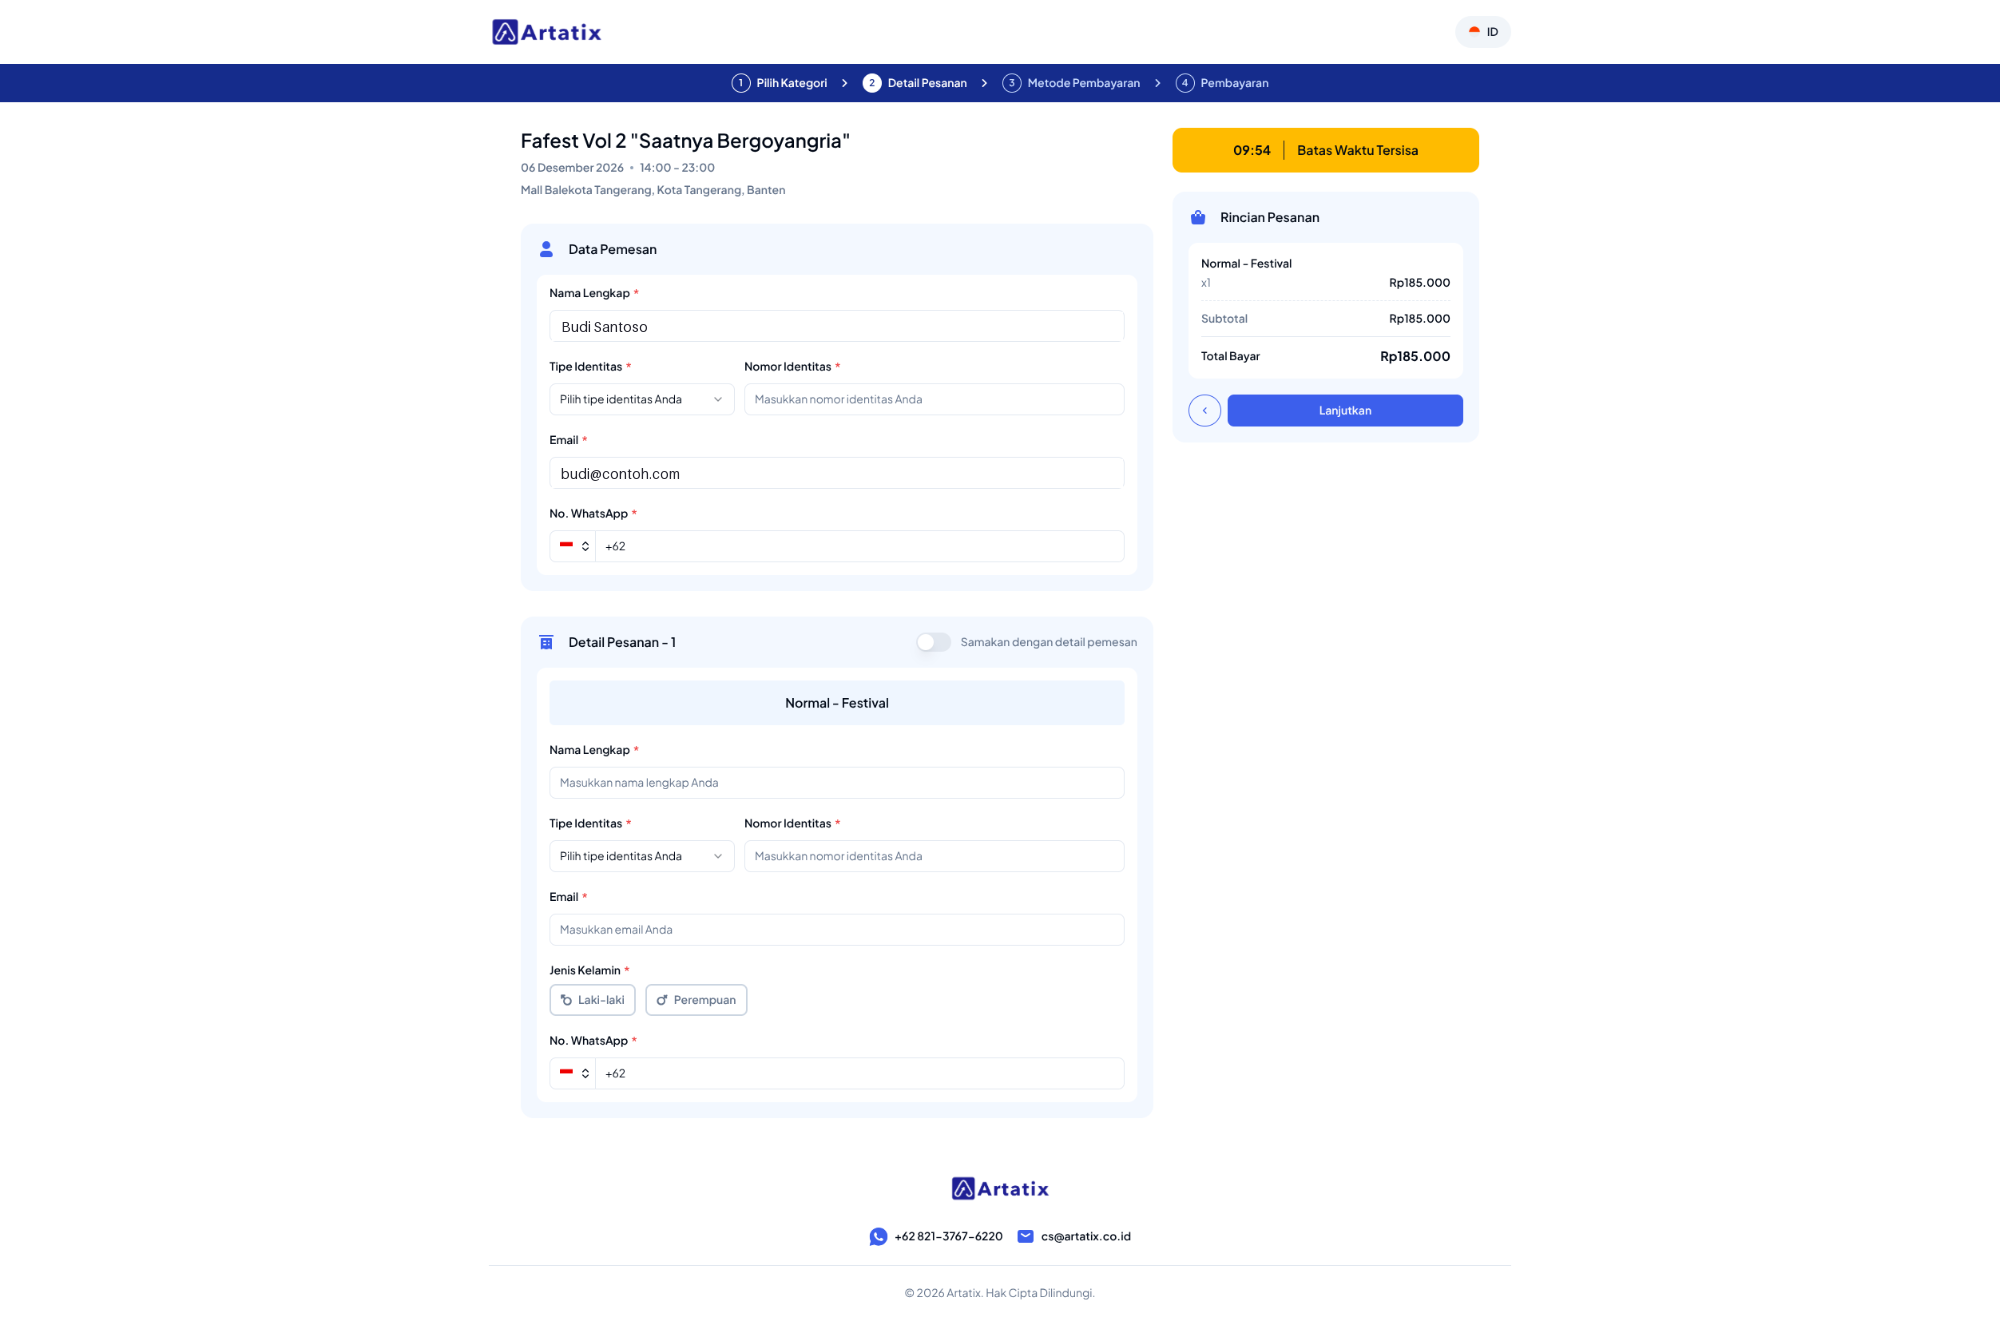 Artatix
ID
1 Pilih Kategori
2 Detail Pesanan
3 Metode Pembayaran
4 Pembayaran
Fafest Vol 2 "Saatnya Bergoyangria"
06 Desember 2026 • 14:00 - 23:00
Mall Balekota Tangerang, Kota Tangerang, Banten
Data Pemesan
Nama Lengkap *
Budi Santoso
Tipe Identitas * Nomor Identitas *
Pilih tipe identitas Anda Masukkan nomor identitas Anda
Email *
budi@contoh.com
No. WhatsApp *
+62
Detail Pesanan - 1 Samakan dengan detail pemesan
Normal - Festival
Nama Lengkap *
Masukkan nama lengkap Anda
Tipe Identitas * Nomor Identitas *
Pilih tipe identitas Anda Masukkan nomor identitas Anda
Email *
Masukkan email Anda
Jenis Kelamin *
Laki-laki Perempuan
No. WhatsApp *
+62
09:54 | Batas Waktu Tersisa
Rincian Pesanan
Normal - Festival
x1 Rp185.000
Subtotal Rp185.000
Total Bayar Rp185.000
Lanjutkan
Artatix
+62 821-3767-6220 cs@artatix.co.id
© 2026 Artatix. Hak Cipta Dilindungi.